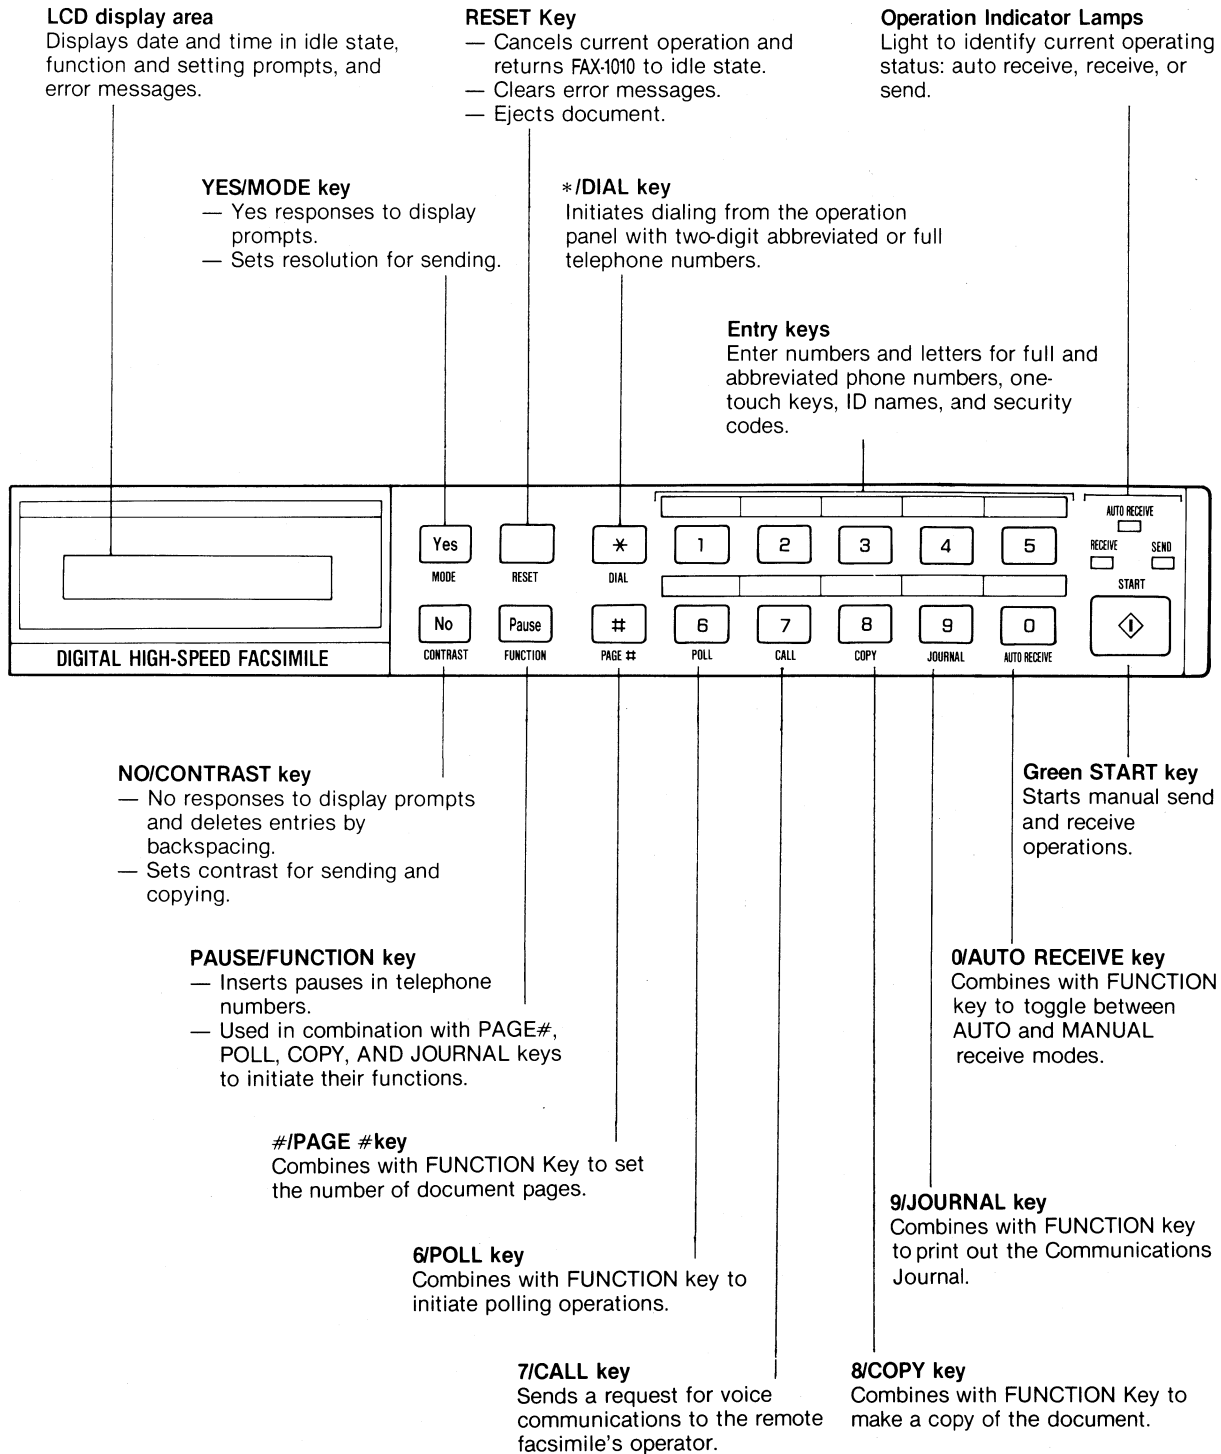 LCD display area
Displays date and time in idle state,
function and setting prompts, and
error messages.
RESET Key
— Cancels current operation and
returns FAX-1010 to idle state.
— Clears error messages.
— Ejects document.
Operation Indicator Lamps
Light to identify current operating
status: auto receive, receive, or
send.
YES/MODE key
— Yes responses to display
prompts.
— Sets resolution for sending.
*/DIAL key
Initiates dialing from the operation
panel with two-digit abbreviated or full
telephone numbers.
Entry keys
Enter numbers and letters for full and
abbreviated phone numbers, one-
touch keys, ID names, and security
codes.
AUTO RECEIVE
Yes * 1 2 3 4 5 RECEIVE SEND
MODE RESET DIAL START
No Pause # 6 7 8 9 0
CONTRAST FUNCTION PAGE # POLL CALL COPY JOURNAL AUTO RECEIVE
DIGITAL HIGH-SPEED FACSIMILE
NO/CONTRAST key
— No responses to display prompts
and deletes entries by
backspacing.
— Sets contrast for sending and
copying.
Green START key
Starts manual send
and receive
operations.
PAUSE/FUNCTION key
— Inserts pauses in telephone
numbers.
— Used in combination with PAGE#,
POLL, COPY, AND JOURNAL keys
to initiate their functions.
0/AUTO RECEIVE key
Combines with FUNCTION
key to toggle between
AUTO and MANUAL
receive modes.
#/PAGE #key
Combines with FUNCTION Key to set
the number of document pages.
9/JOURNAL key
Combines with FUNCTION key
to print out the Communications
Journal.
6/POLL key
Combines with FUNCTION key to
initiate polling operations.
7/CALL key
Sends a request for voice
communications to the remote
facsimile's operator.
8/COPY key
Combines with FUNCTION Key to
make a copy of the document.